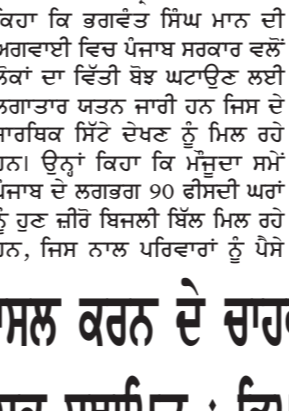 ਕਿਹਾ ਕਿ ਭਗਵੰਤ ਸਿੰਘ ਮਾਨ ਦੀ
ਅਗਵਾਈ ਵਿਚ ਪੰਜਾਬ ਸਰਕਾਰ ਵਲੋਂ
ਲੋਕਾਂ ਦਾ ਵਿੱਤੀ ਬੋਝ ਘਟਾਉਣ ਲਈ
ਲਗਾਤਾਰ ਯਤਨ ਜਾਰੀ ਹਨ ਜਿਸ ਦੇ
ਸਾਰਥਿਕ ਸਿੱਟੇ ਦੇਖਣ ਨੂੰ ਮਿਲ ਰਹੇ
ਹਨ। ਉਨ੍ਹਾਂ ਕਿਹਾ ਕਿ ਮੌਜੂਦਾ ਸਮੇਂ
ਪੰਜਾਬ ਦੇ ਲਗਭਗ 90 ਫੀਸਦੀ ਘਰਾਂ
ਨੂੰ ਹੁਣ ਜ਼ੀਰੋ ਬਿਜਲੀ ਬਿੱਲ ਮਿਲ ਰਹੇ
ਹਨ, ਜਿਸ ਨਾਲ ਪਰਿਵਾਰਾਂ ਨੂੰ ਪੈਸੇ
ਕਰਨ ਦੇ